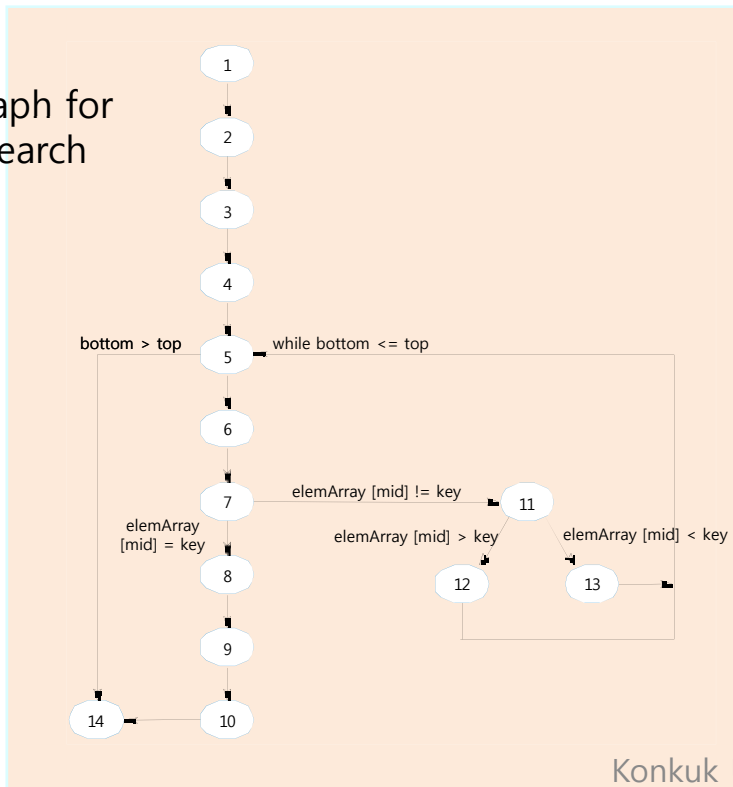 1
aph for
2
earch
3
4
bottom > top
while bottom <= top
5
6
7
elemArray [mid] != key
11
elemArray
[mid] = key
elemArray [mid] > key
elemArray [mid] < key
8
12
13
9
14
10
Konkuk